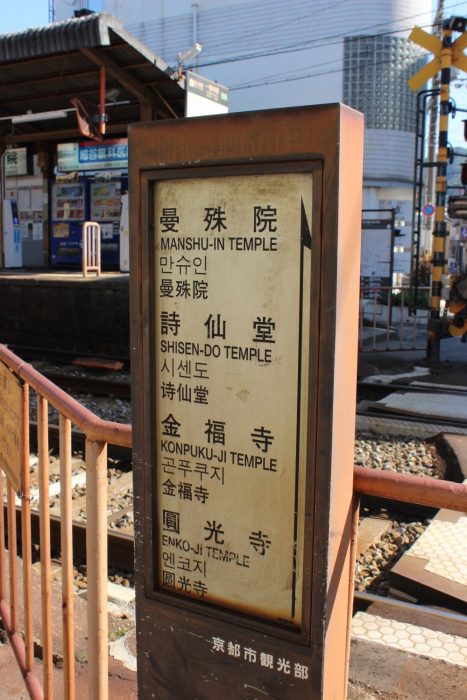 曼殊院
MANSHU-IN TEMPLE
만슈인
曼殊院
詩仙堂
SHISEN-DO TEMPLE
시센도
诗仙堂
金福寺
KONPUKU-JI TEMPLE
곤푸쿠지
金福寺
圓光寺
ENKO-JI TEMPLE
엔코지
圆光寺
京都市観光部